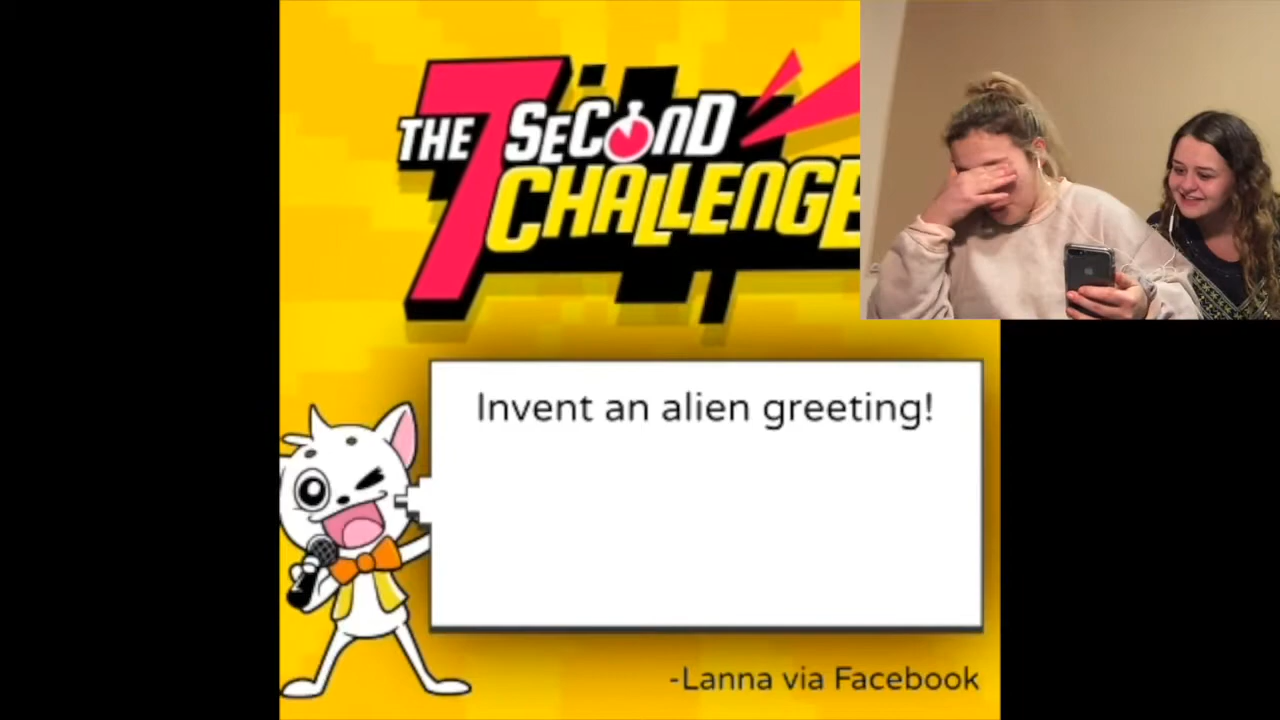 THE 7 SECOND
CHALLENGE
Invent an alien greeting!
-Lanna via Facebook